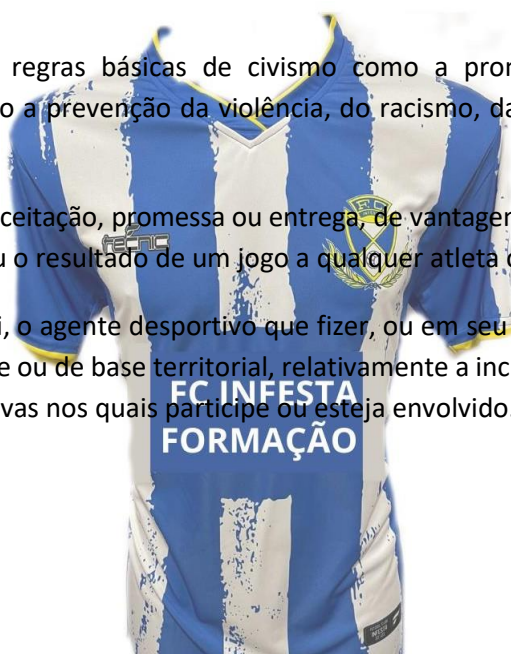 regras básicas de civismo como a pro
o a prevenção da violência, do racismo, da
ceitação, promessa ou entrega, de vantage
u o resultado de um jogo a qualquer atleta
i, o agente desportivo que fizer, ou em seu
e ou de base territorial, relativamente a inc
vas nos quais participe ou esteja envolvido.
FC INFESTA
FORMAÇÃO
TECNIC